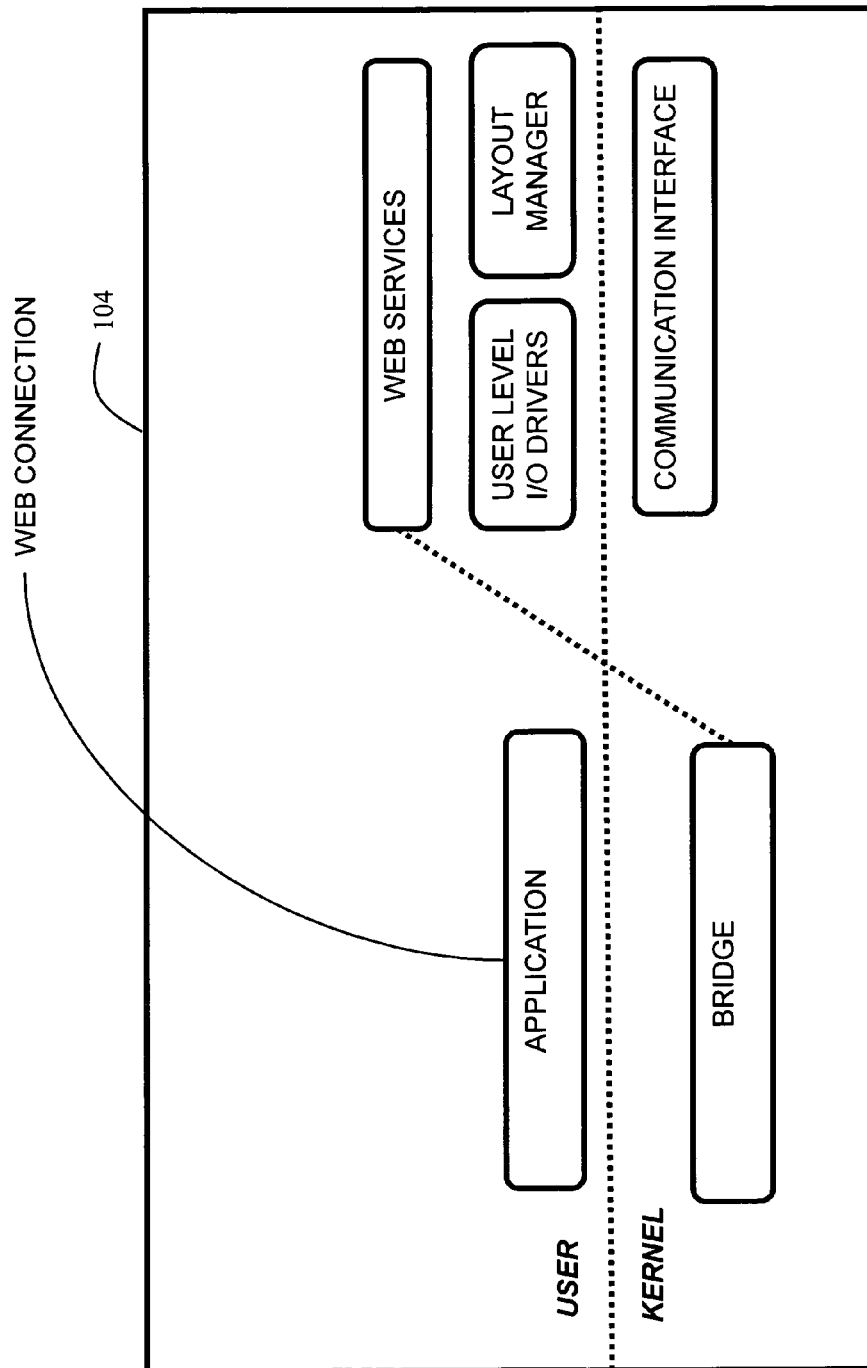 WEB CONNECTION
104
WEB SERVICES
USER LEVEL
I/O DRIVERS
LAYOUT
MANAGER
APPLICATION
USER
KERNEL
COMMUNICATION INTERFACE
BRIDGE